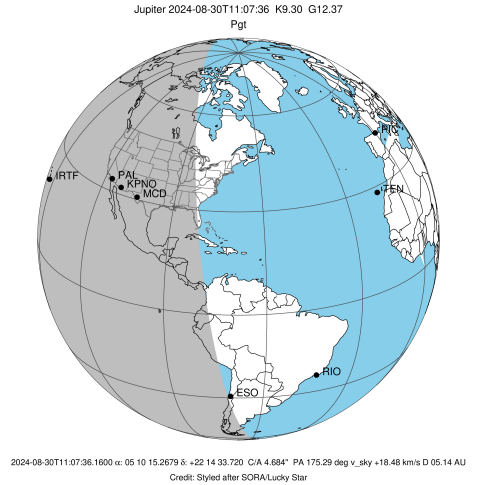 Jupiter 2024-08-30T11:07:36 K9.30 G12.37
Pgt
PIC
IRTF
PAL
KPNO
MCD
TEN
RIO
ESO
2024-08-30T11:07:36.1600 α: 05 10 15.2679 δ: +22 14 33.720 C/A 4.684" PA 175.29 deg v_sky +18.48 km/s D 05.14 AU
Credit: Styled after SORA/Lucky Star